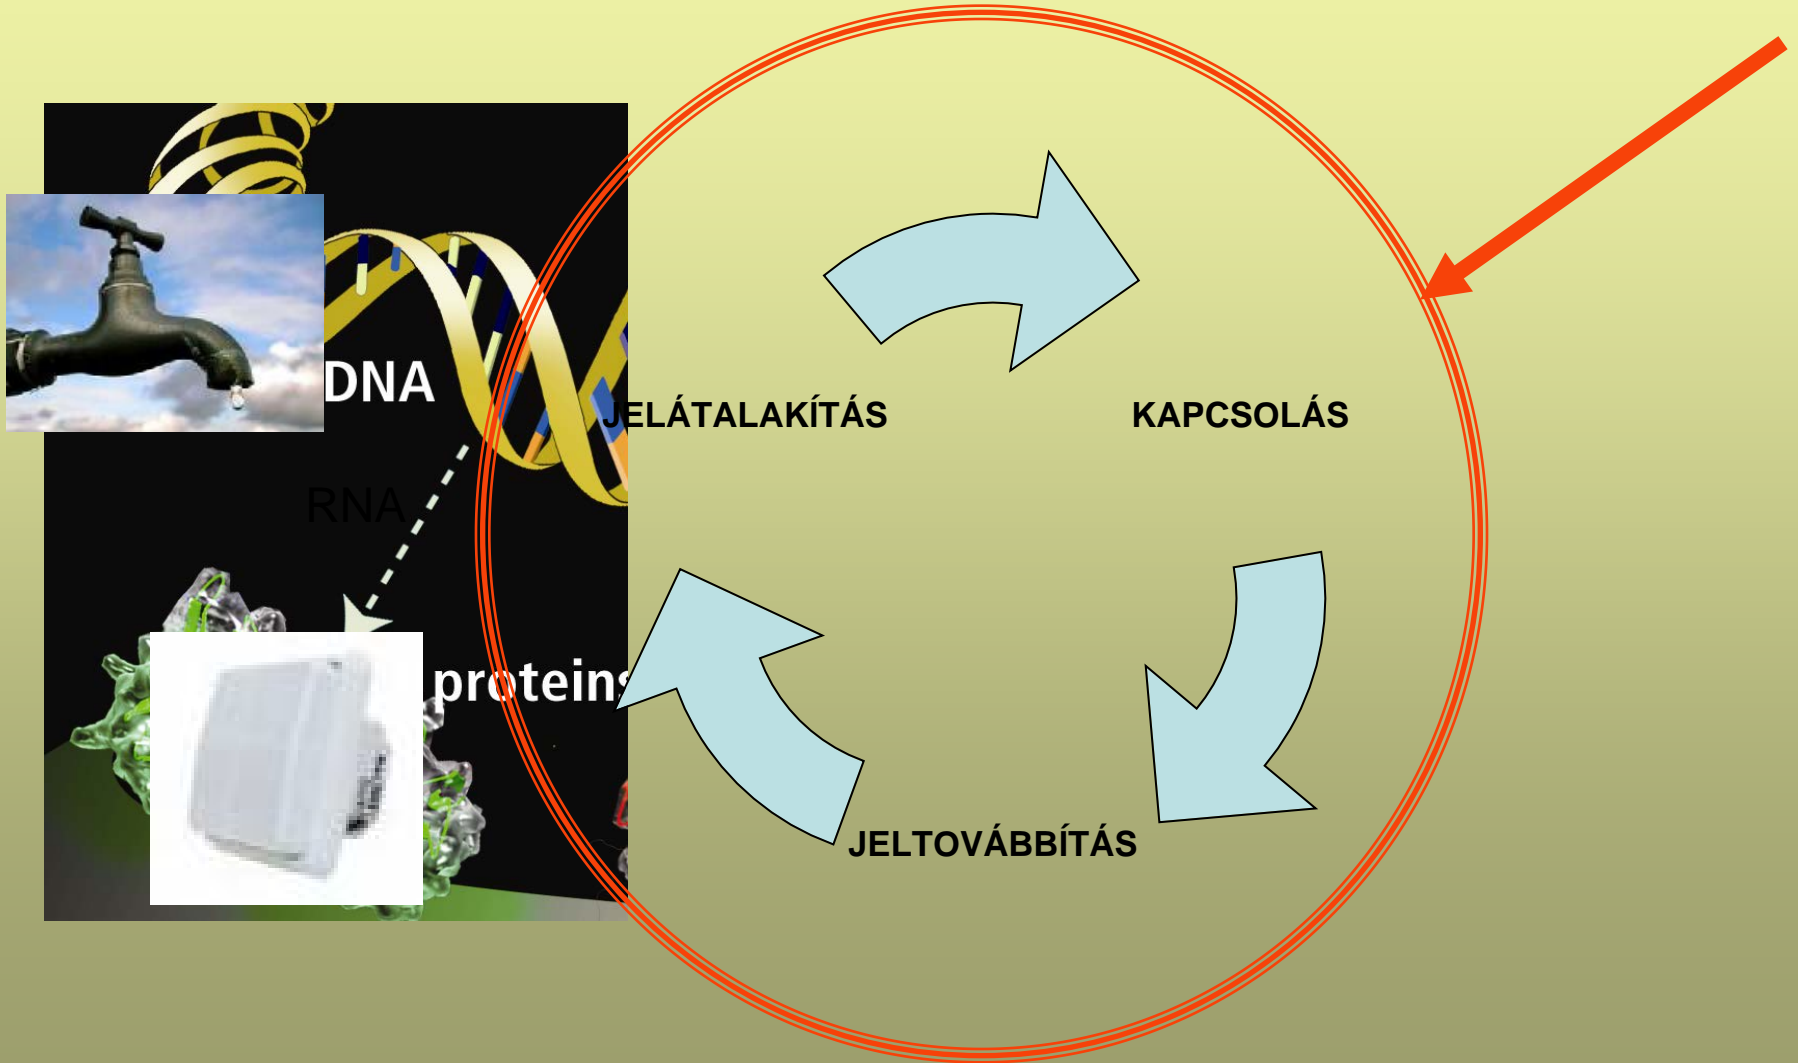 DNA
JELÁTALAKÍTÁS
KAPCSOLÁS
RNA
proteins
JELTOVÁBBÍTÁS